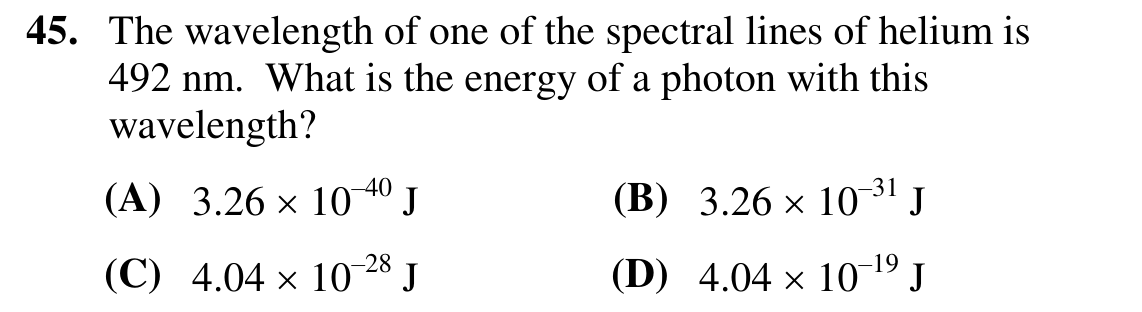 45. The wavelength of one of the spectral lines of helium is
492 nm. What is the energy of a photon with this
wavelength?
(A) 3.26 × 10⁻⁴⁰ J (B) 3.26 × 10⁻³¹ J
(C) 4.04 × 10⁻²⁸ J (D) 4.04 × 10⁻¹⁹ J